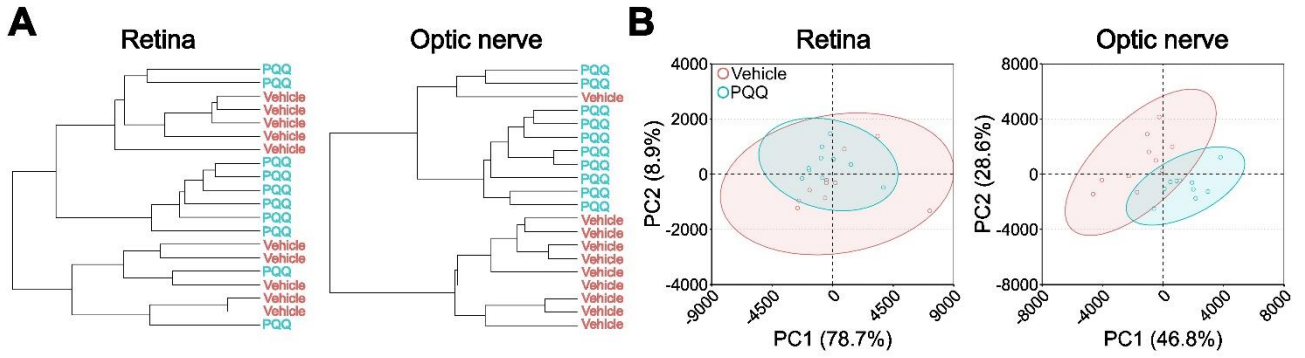 A
Retina
PQQ
PQQ
Vehicle
Vehicle
Vehicle
Vehicle
Vehicle
PQQ
PQQ
PQQ
PQQ
PQQ
PQQ
Vehicle
Vehicle
PQQ
Vehicle
Vehicle
Vehicle
PQQ
Optic nerve
PQQ
PQQ
Vehicle
PQQ
PQQ
PQQ
PQQ
PQQ
PQQ
PQQ
PQQ
Vehicle
Vehicle
Vehicle
Vehicle
Vehicle
Vehicle
Vehicle
Vehicle
Vehicle
B
Retina
Vehicle
PQQ
PC2 (8.9%)
4000
2000
0
-2000
-4000
-9000
-4500
0
4500
9000
PC1 (78.7%)
Optic nerve
PC2 (28.6%)
8000
4000
0
-4000
-8000
-8000
-4000
0
4000
8000
PC1 (46.8%)